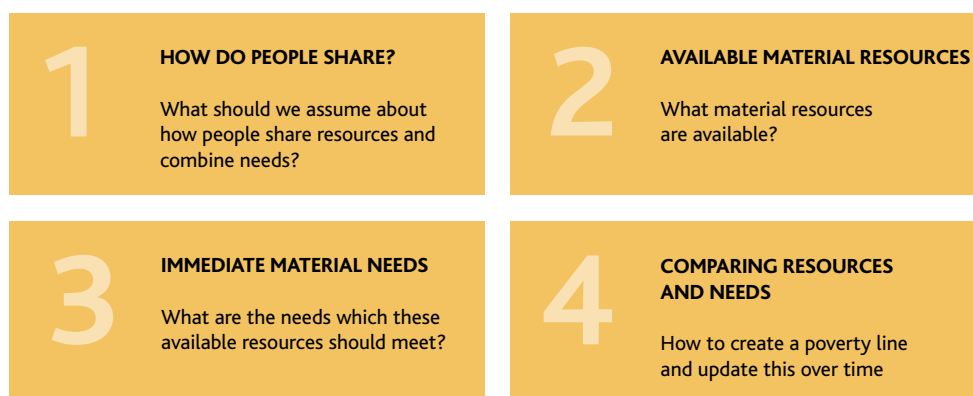 1
HOW DO PEOPLE SHARE?
What should we assume about
how people share resources and
combine needs?
2
AVAILABLE MATERIAL RESOURCES
What material resources
are available?
3
IMMEDIATE MATERIAL NEEDS
What are the needs which these
available resources should meet?
4
COMPARING RESOURCES
AND NEEDS
How to create a poverty line
and update this over time